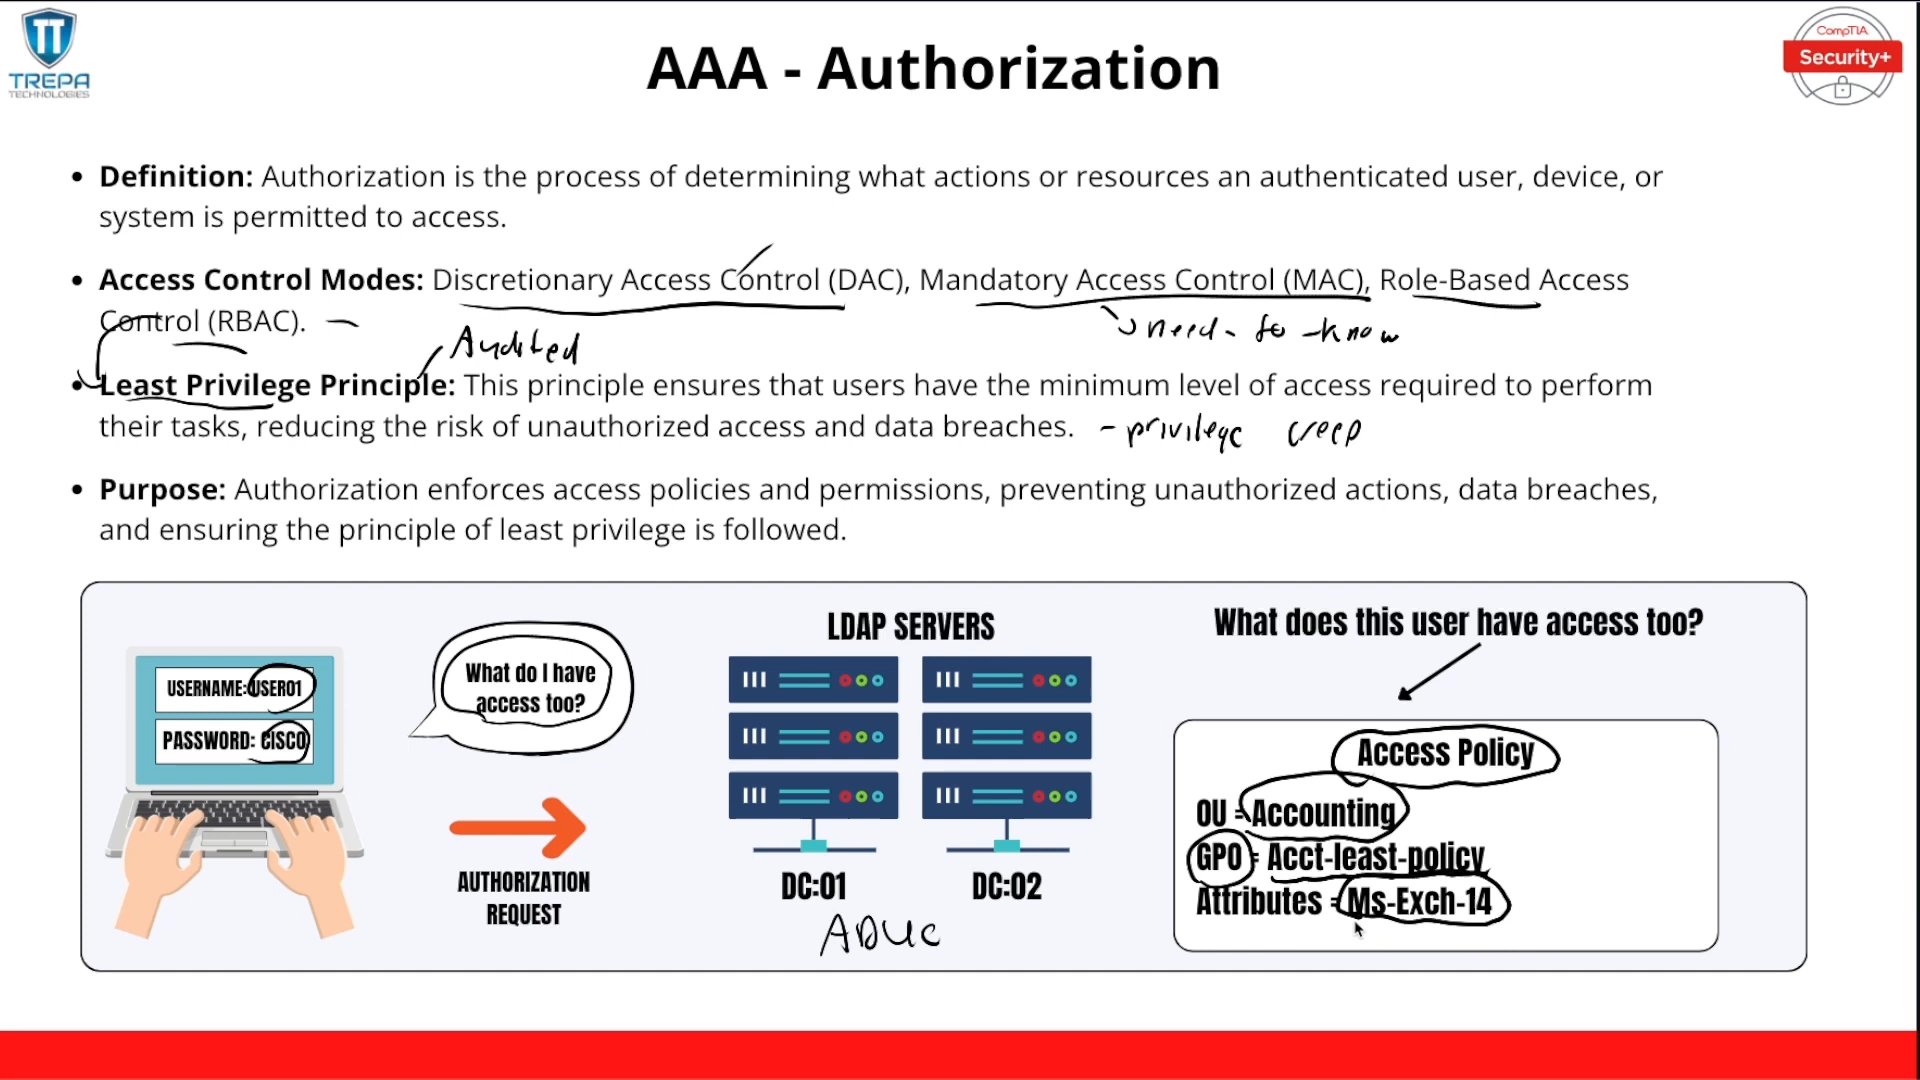 TREPA
TECHNOLOGIES
AAA - Authorization
CompTIA
Security+
• Definition: Authorization is the process of determining what actions or resources an authenticated user, device, or
system is permitted to access.
• Access Control Modes: Discretionary Access Control (DAC), Mandatory Access Control (MAC), Role-Based Access
Control (RBAC).
need-to-know
Audited
• Least Privilege Principle: This principle ensures that users have the minimum level of access required to perform
their tasks, reducing the risk of unauthorized access and data breaches. - privilege creep
• Purpose: Authorization enforces access policies and permissions, preventing unauthorized actions, data breaches,
and ensuring the principle of least privilege is followed.
USERNAME:USER01
PASSWORD: CISCO
What do I have
access too?
AUTHORIZATION
REQUEST
LDAP SERVERS
DC:01
DC:02
ADUC
What does this user have access too?
Access Policy
OU = Accounting
GPO = Acct-least-policy
Attributes = Ms-Exch-14